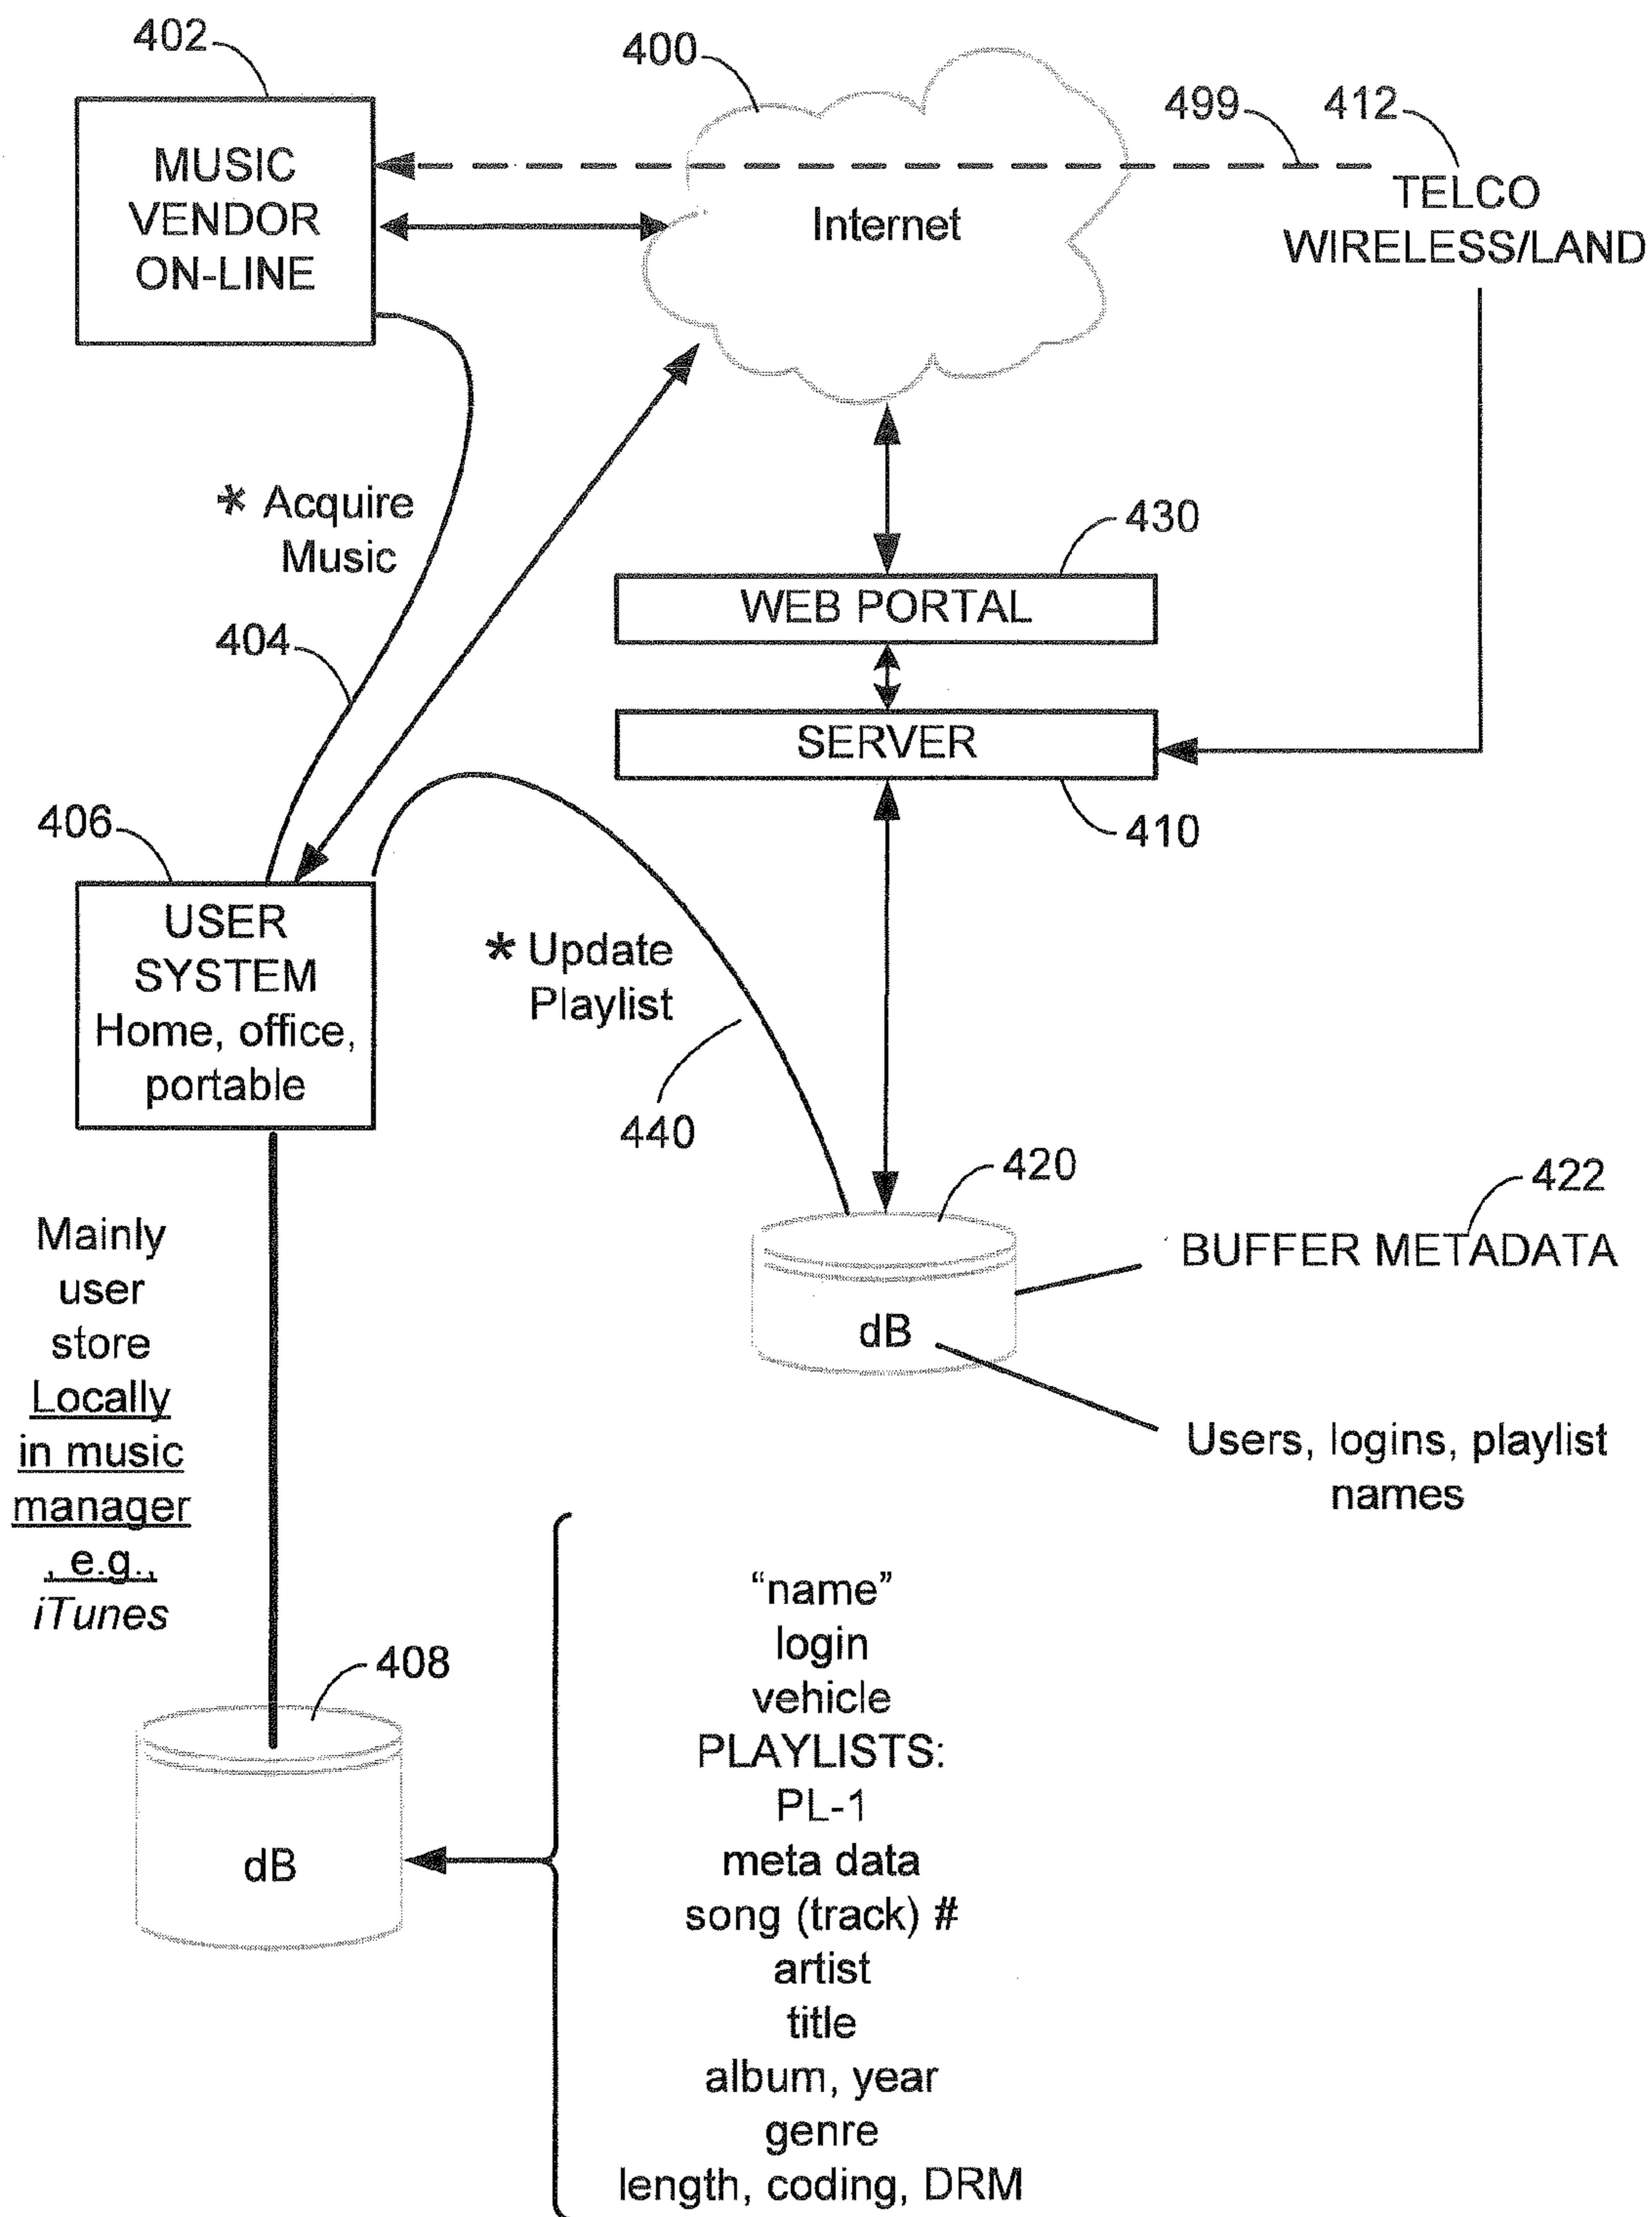 402
400
499
412
MUSIC
VENDOR
ON-LINE
Internet
TELCO
WIRELESS/LAND
* Acquire
Music
430
WEB PORTAL
404
SERVER
410
406
USER
SYSTEM
Home, office,
portable
* Update
Playlist
440
420
422
BUFFER METADATA
dB
Users, logins, playlist
names
Mainly
user
store
Locally
in music
manager
, e.g.,
iTunes
408
dB
“name”
login
vehicle
PLAYLISTS:
PL-1
meta data
song (track) #
artist
title
album, year
genre
length, coding, DRM